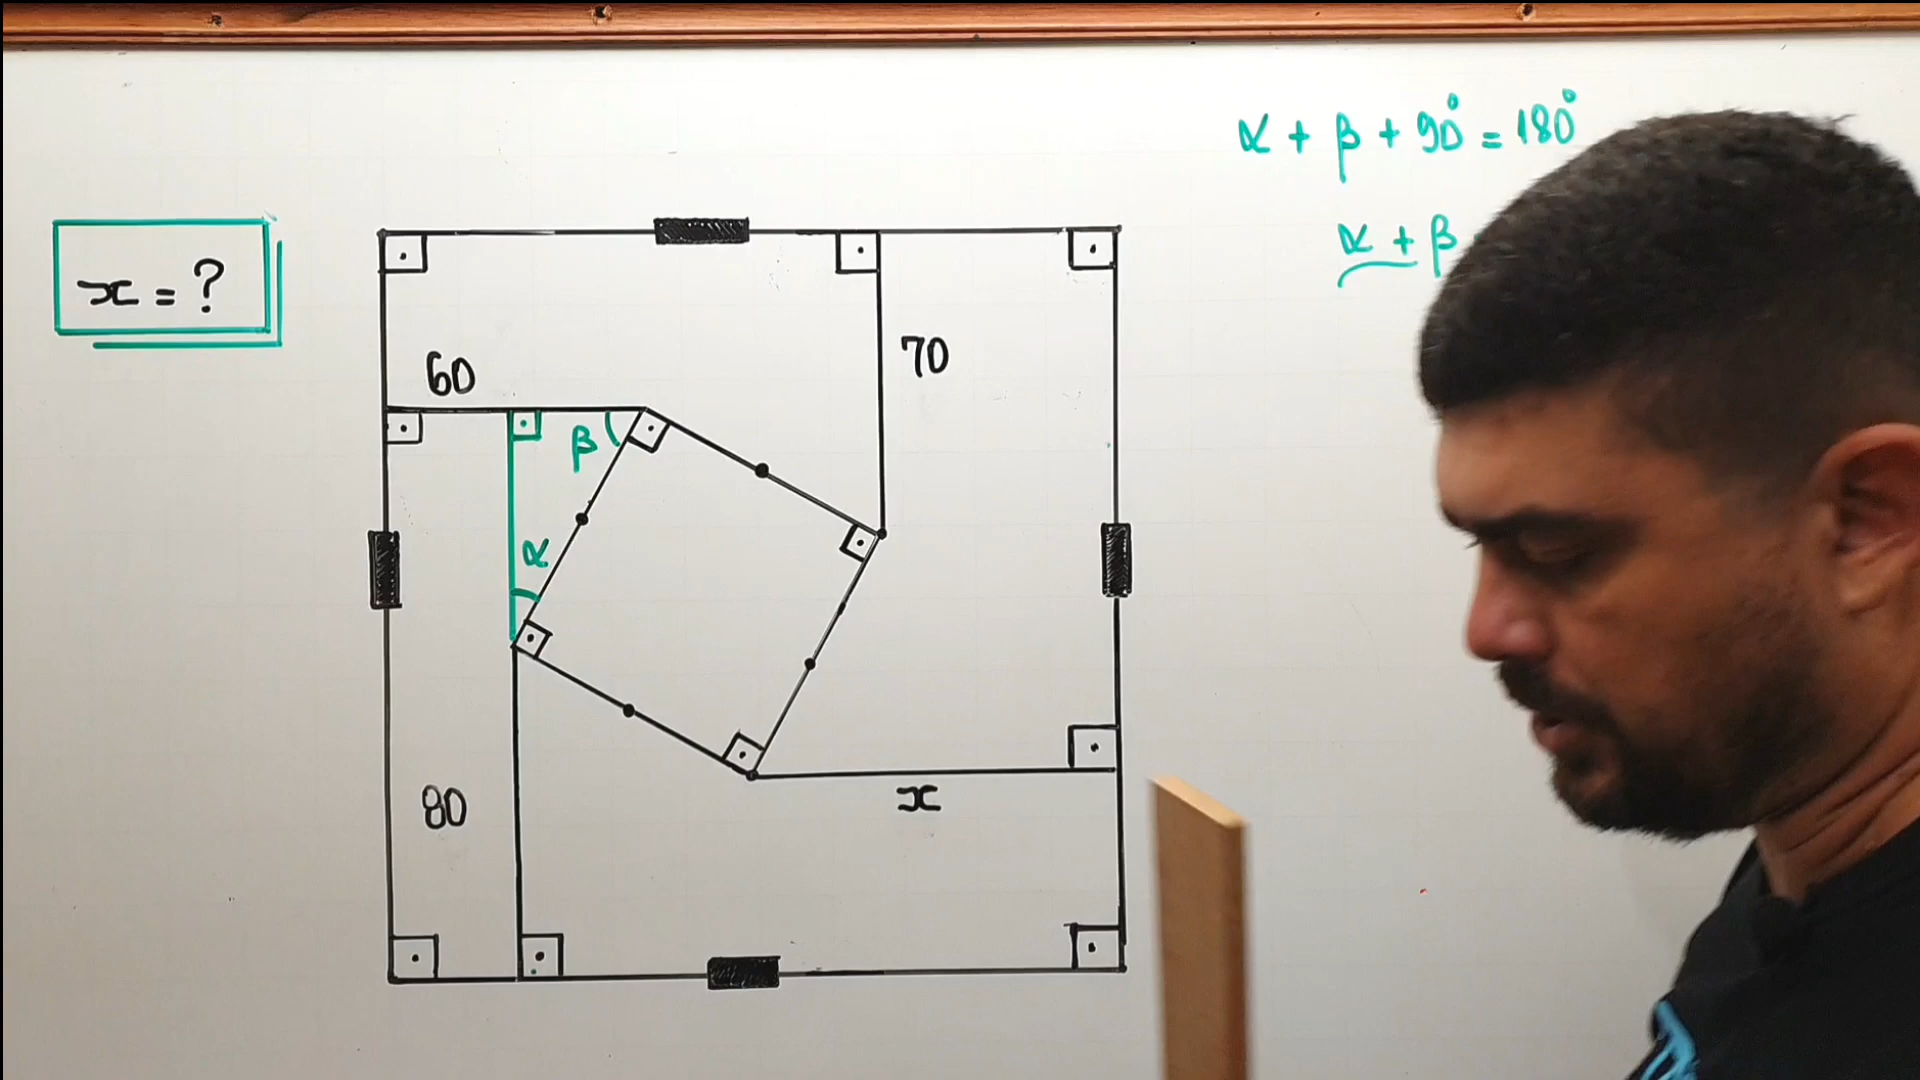 α + β + 90° = 180°
α + β
x = ?
60
70
β
α
80
x